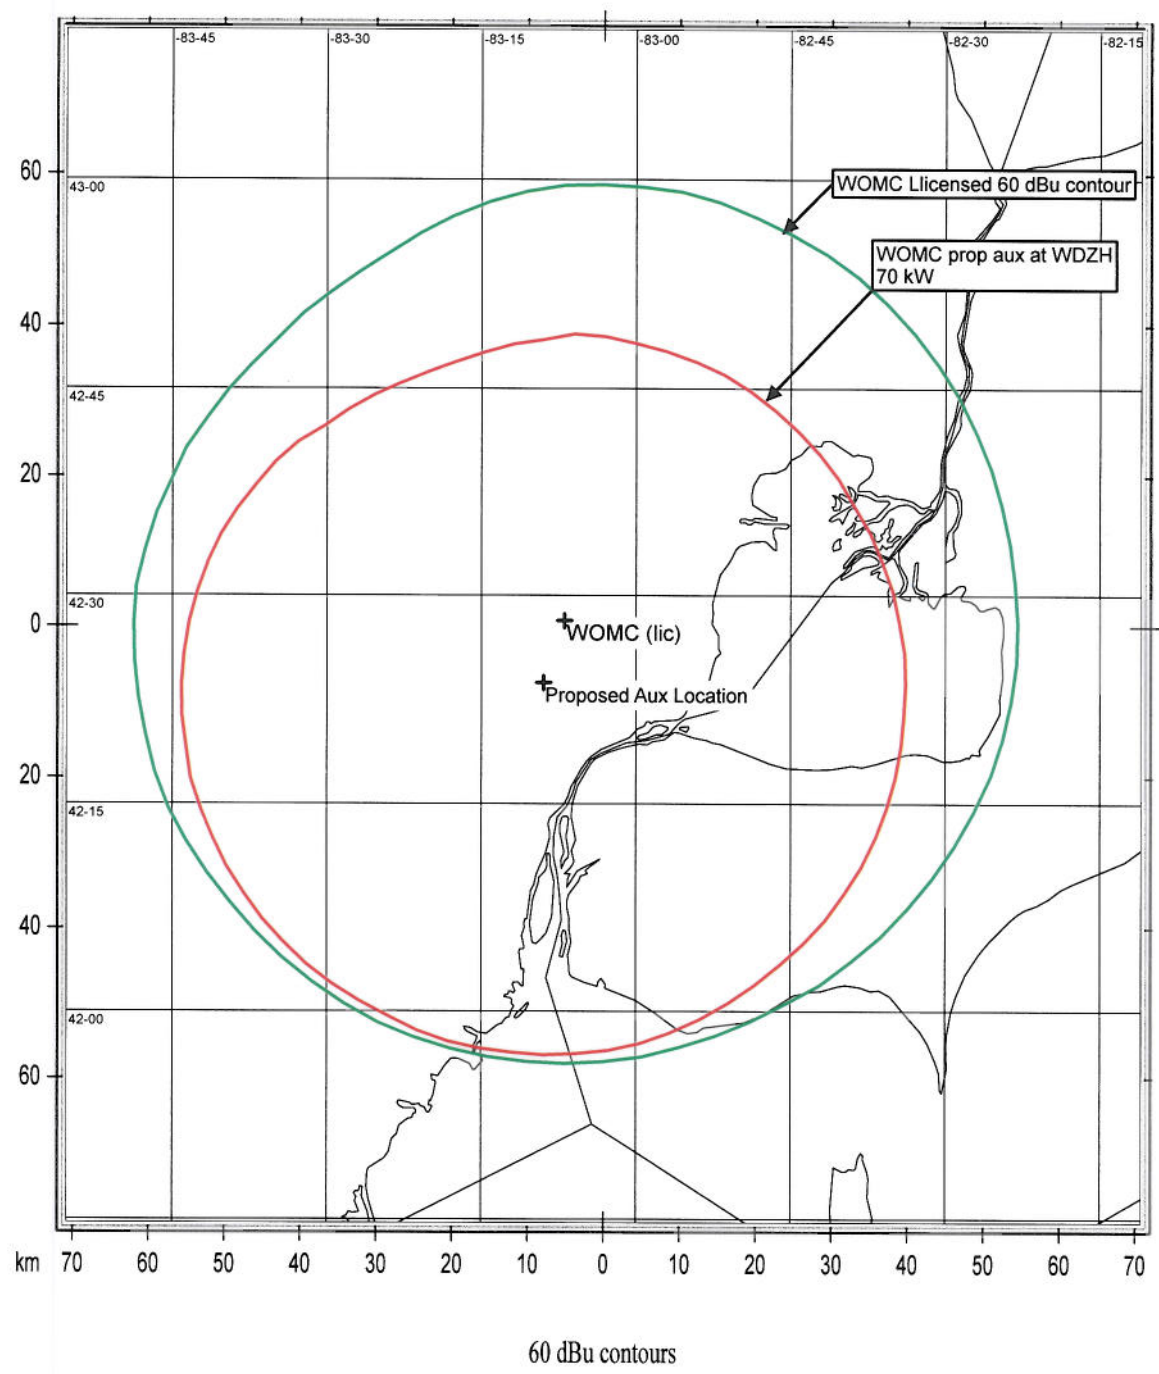 -83-45 -83-30 -83-15 -83-00 -82-45 -82-30 -82-15
60
43-00
WOMC Llicensed 60 dBu contour
WOMC prop aux at WDZH
70 kW
40
42-45
20
42-30
0
WOMC (lic)
Proposed Aux Location
20
42-15
40
42-00
60
km 70 60 50 40 30 20 10 0 10 20 30 40 50 60 70
60 dBu contours